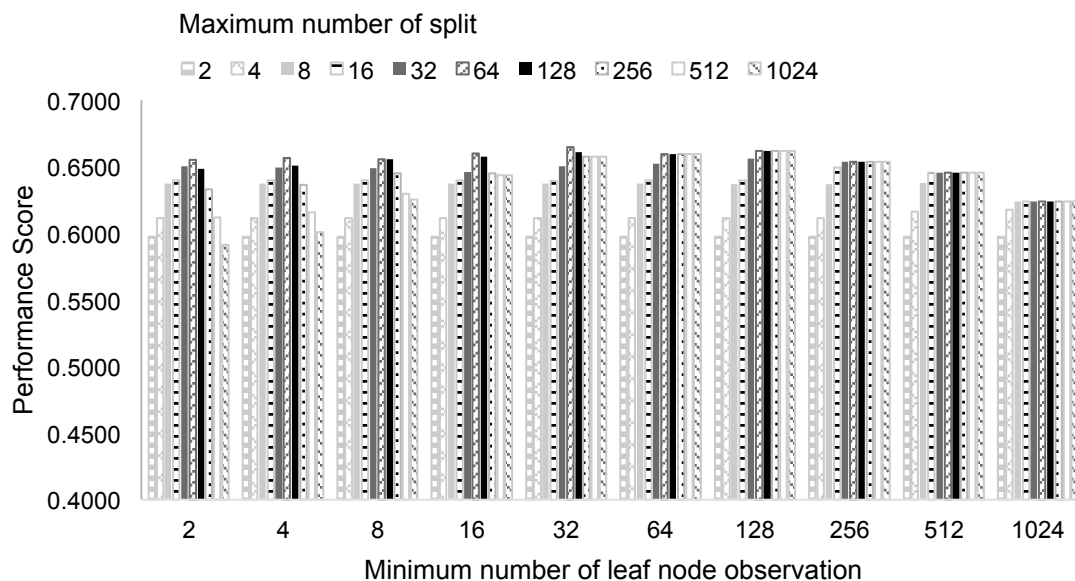 Maximum number of split
2 4 8 16 32 64 128 256 512 1024
Performance Score
0.7000
0.6500
0.6000
0.5500
0.5000
0.4500
0.4000
2 4 8 16 32 64 128 256 512 1024
Minimum number of leaf node observation